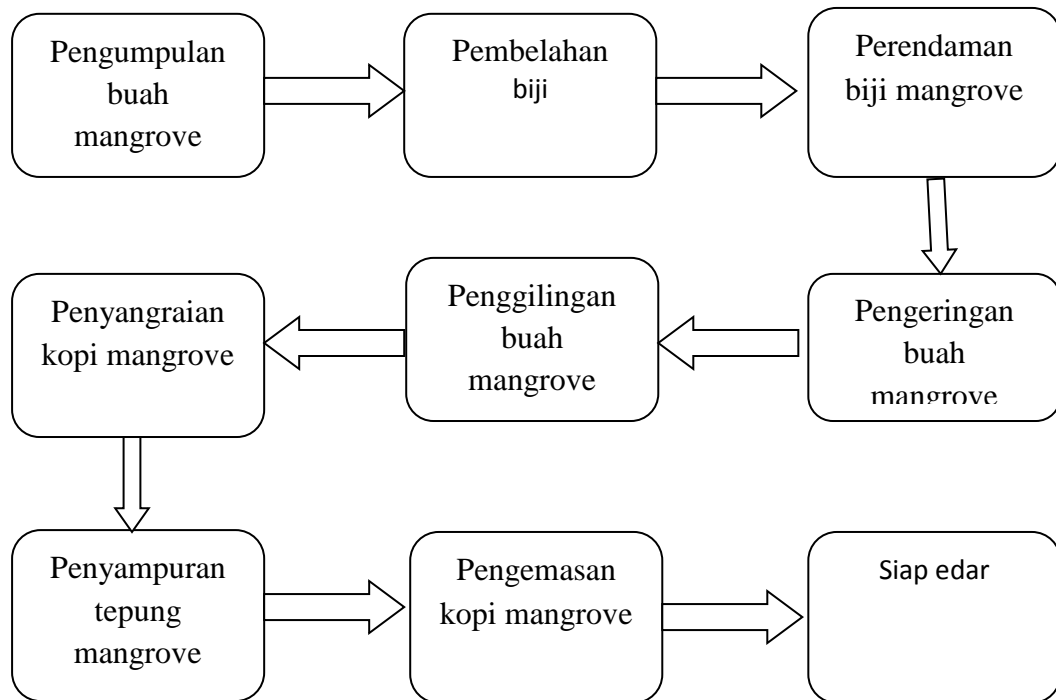 Pengumpulan
buah
mangrove
Pembelahan
biji
Perendaman
biji mangrove
Pengeringan
buah
mangrove
Penggilingan
buah
mangrove
Penyangraian
kopi mangrove
Penyampuran
tepung
mangrove
Pengemasan
kopi mangrove
Siap edar